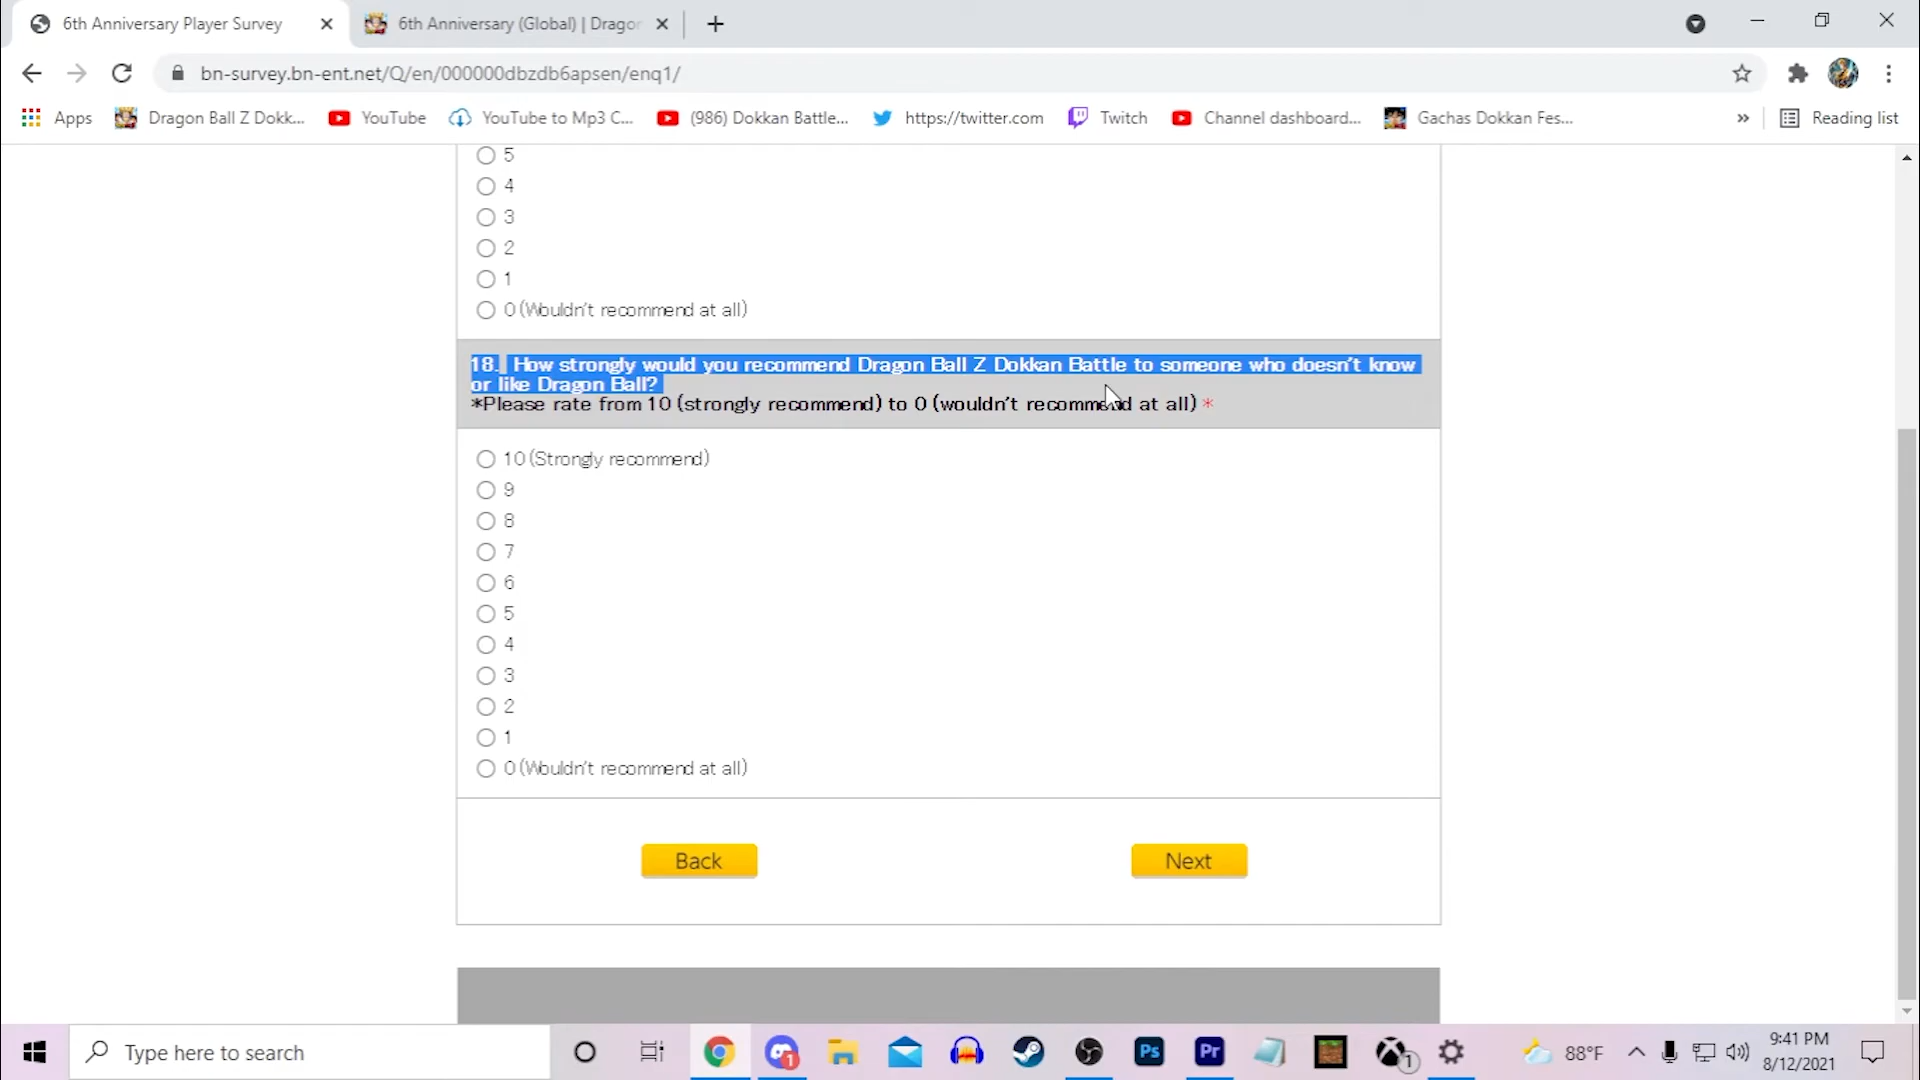 6th Anniversary Player Survey
6th Anniversary (Global) | Dragon
bn-survey.bn-ent.net/Q/en/000000dbzdb6apsen/enq1/
Apps
Dragon Ball Z Dokk...
YouTube
YouTube to Mp3 C...
(986) Dokkan Battle...
https://twitter.com
Twitch
Channel dashboard...
Gachas Dokkan Fes...
»
Reading list
5
4
3
2
1
0 (Wouldn't recommend at all)
18. How strongly would you recommend Dragon Ball Z Dokkan Battle to someone who doesn't know
or like Dragon Ball?
*Please rate from 10 (strongly recommend) to 0 (wouldn't recommend at all) *
10 (Strongly recommend)
9
8
7
6
5
4
3
2
1
0 (Wouldn't recommend at all)
Back
Next
Type here to search
1
Ps
Pr
1
88°F
9:41 PM
8/12/2021